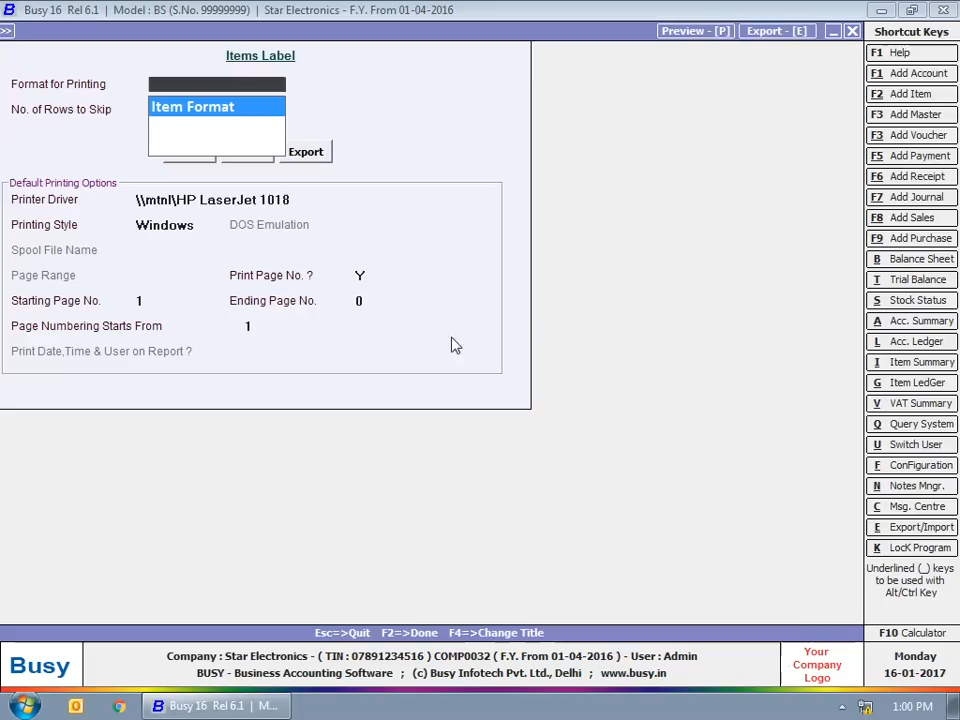 Busy 16 Rel 6.1 | Model : BS (S.No. 99999999) | Star Electronics - F.Y. From 01-04-2016
>>
Preview - [P]
Export - [E]
Shortcut Keys
Items Label
Format for Printing
Item Format
No. of Rows to Skip
Export
Default Printing Options
Printer Driver \\mtnl\HP LaserJet 1018
Printing Style Windows DOS Emulation
Spool File Name
Page Range Print Page No. ? Y
Starting Page No. 1 Ending Page No. 0
Page Numbering Starts From 1
Print Date,Time & User on Report ?
F1 Help
F1 Add Account
F2 Add Item
F3 Add Master
F3 Add Voucher
F5 Add Payment
F6 Add Receipt
F7 Add Journal
F8 Add Sales
F9 Add Purchase
B Balance Sheet
T Trial Balance
S Stock Status
A Acc. Summary
L Acc. Ledger
I Item Summary
G Item LedGer
V VAT Summary
Q Query System
U Switch User
F ConFiguration
N Notes Mngr.
C Msg. Centre
E Export/Import
K LocK Program
Underlined (_) keys
to be used with
Alt/Ctrl Key
F10 Calculator
Esc=>Quit F2=>Done F4=>Change Title
Busy
Company : Star Electronics - ( TIN : 07891234516 ) COMP0032 ( F.Y. From 01-04-2016 ) - User : Admin
BUSY - Business Accounting Software ; (c) Busy Infotech Pvt. Ltd., Delhi ; www.busy.in
Your
Company
Logo
Monday
16-01-2017
Busy 16 Rel 6.1 | M...
1:00 PM